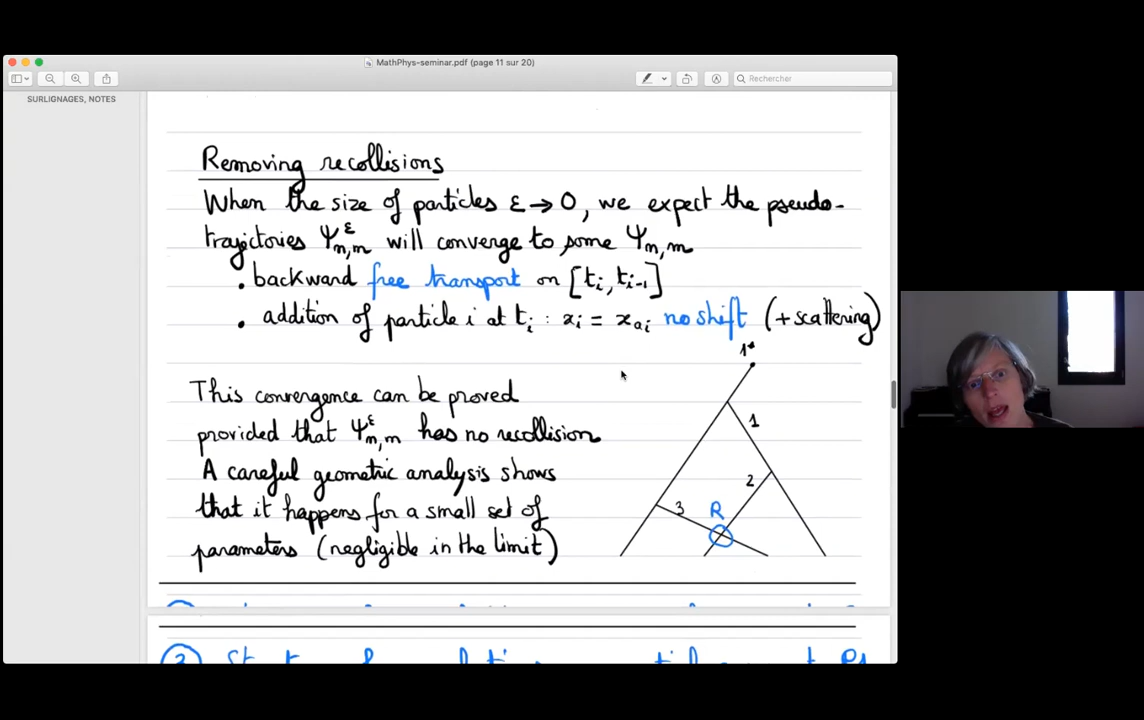 MathPhys-seminar.pdf (page 11 sur 20)
Rechercher
SURLIGNAGES, NOTES
Removing recollisions
When the size of particles ε → 0, we expect the pseudo-
trajectories Ψ^ε_{n,m} will converge to some Ψ_{n,m}
• backward free transport on [t_i, t_{i-1}]
• addition of particle i at t_i : x_i = x_{a_i} no shift (+ scattering)
1*
This convergence can be proved
1
provided that Ψ^ε_{n,m} has no recollision.
A careful geometric analysis shows
2
that it happens for a small set of
3
R
parameters (negligible in the limit)